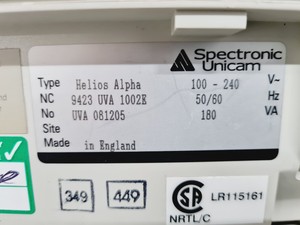 Spectronic
Unicam
Type Helios Alpha 100 - 240 V~
NC 9423 UVA 1002E 50/60 Hz
No UVA 081205 180 VA
Site
Made in England
349 449
LR115161
NRTL/C